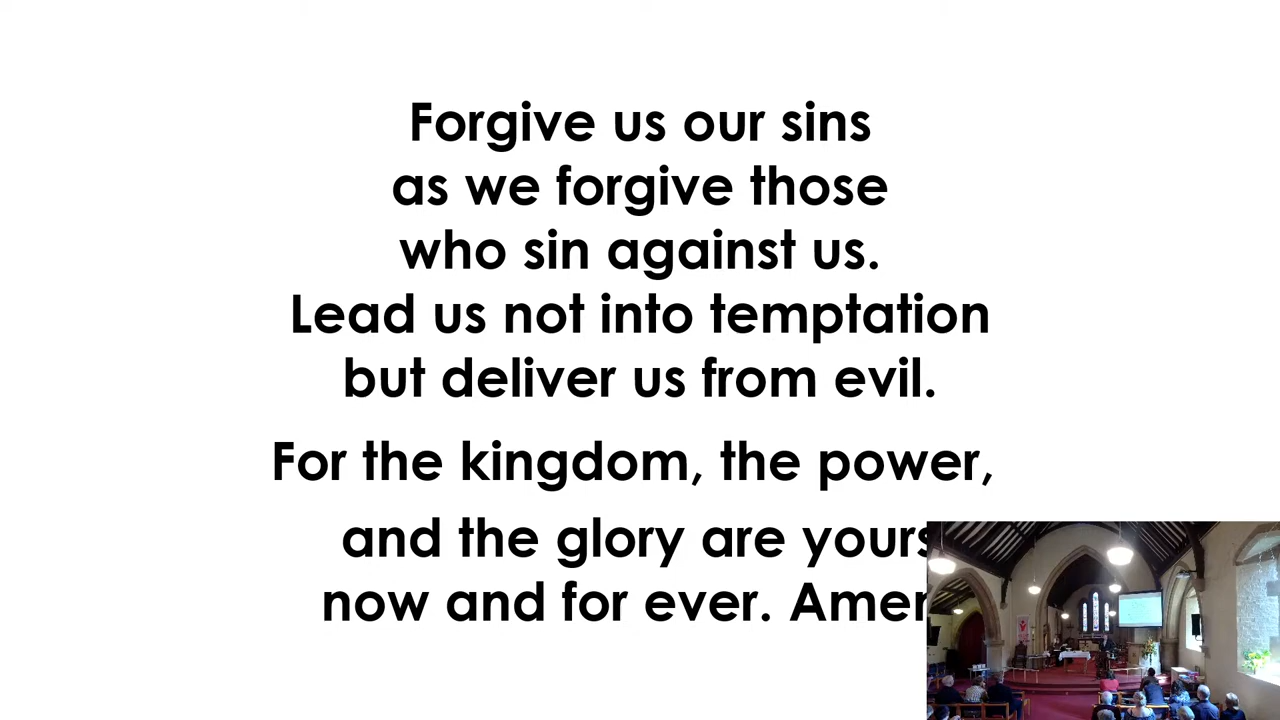 Forgive us our sins
as we forgive those
who sin against us.
Lead us not into temptation
but deliver us from evil.
For the kingdom, the power,
and the glory are yours
now and for ever. Amen